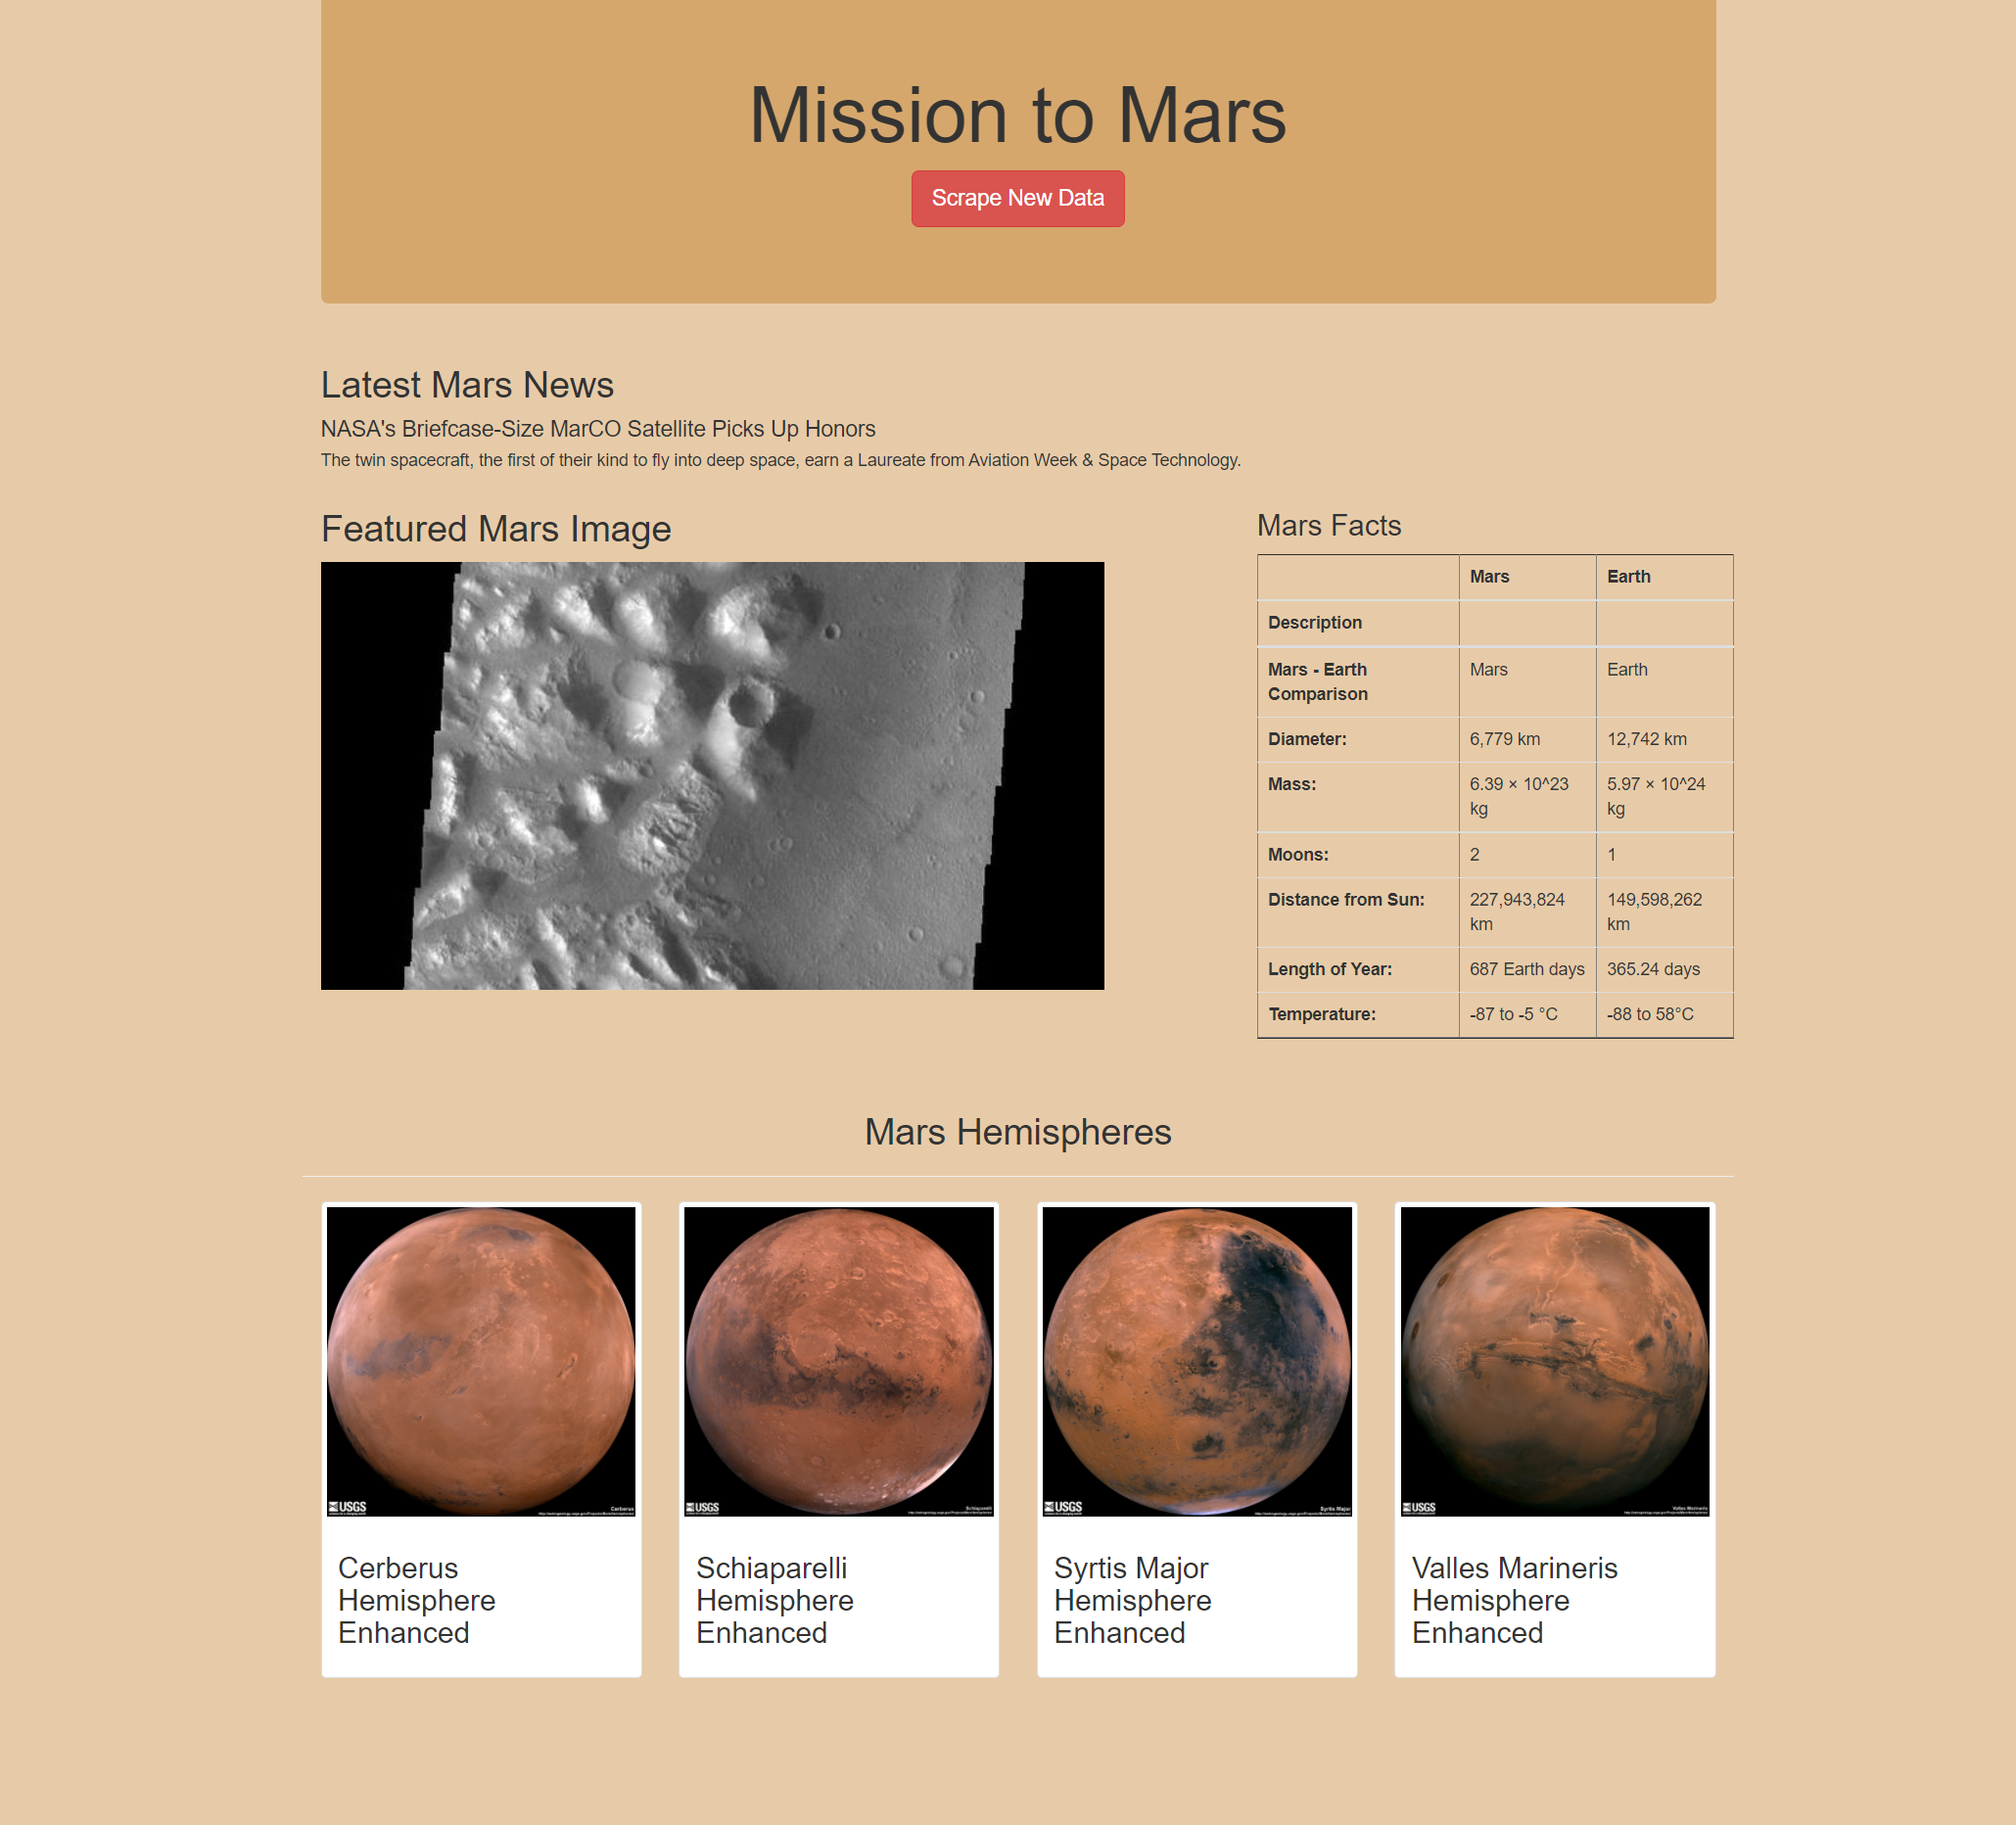 Mission to Mars
Scrape New Data
Latest Mars News
NASA's Briefcase-Size MarCO Satellite Picks Up Honors
The twin spacecraft, the first of their kind to fly into deep space, earn a Laureate from Aviation Week & Space Technology.
Featured Mars Image
Mars Facts
Mars Earth
Description
Mars - Earth Comparison Mars Earth
Diameter: 6,779 km 12,742 km
Mass: 6.39 × 10^23 kg 5.97 × 10^24 kg
Moons: 2 1
Distance from Sun: 227,943,824 km 149,598,262 km
Length of Year: 687 Earth days 365.24 days
Temperature: -87 to -5 °C -88 to 58°C
Mars Hemispheres
USGS
Cerberus
USGS
Schiaparelli
USGS
Syrtis Major
USGS
Valles Marineris
Cerberus
Hemisphere
Enhanced
Schiaparelli
Hemisphere
Enhanced
Syrtis Major
Hemisphere
Enhanced
Valles Marineris
Hemisphere
Enhanced